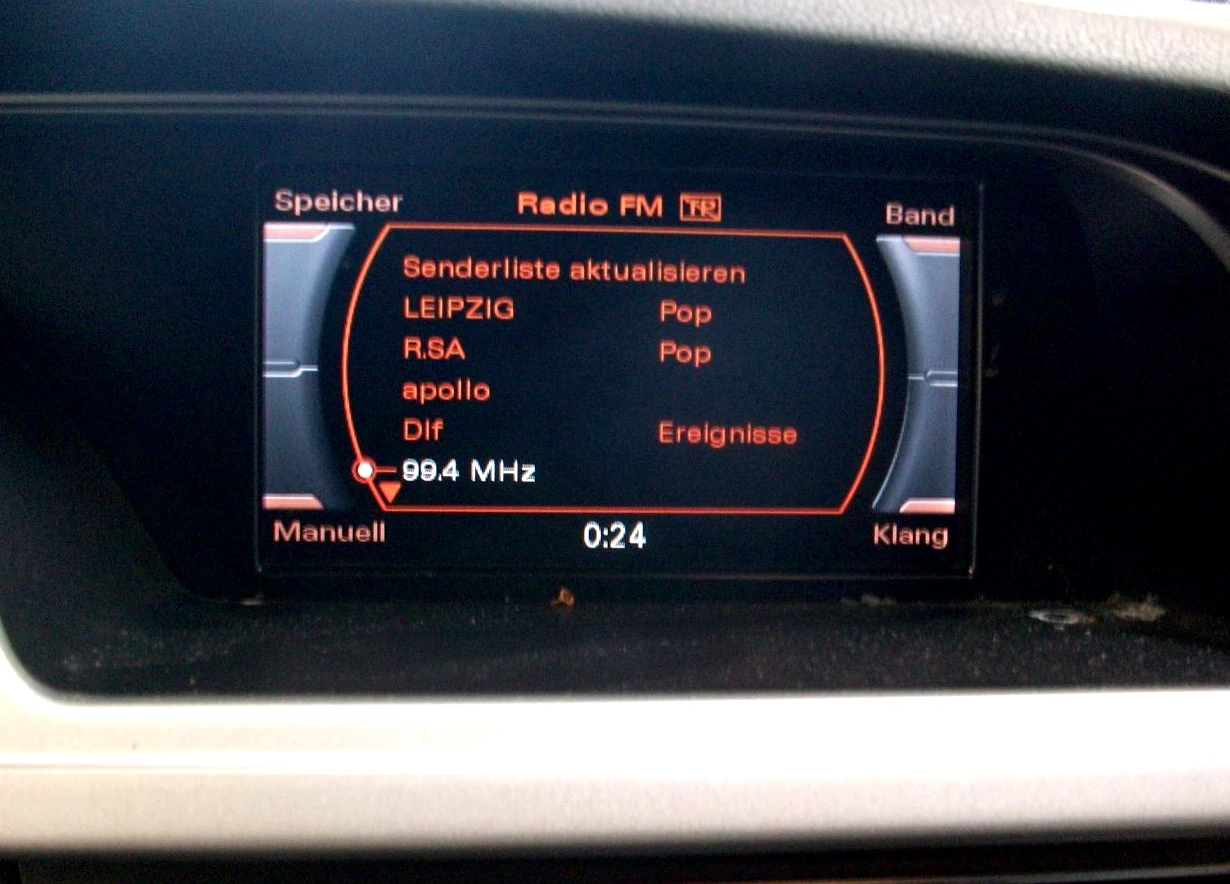 Speicher Radio FM TP Band
Senderliste aktualisieren
LEIPZIG Pop
R.SA Pop
apollo
Dlf Ereignisse
99.4 MHz
Manuell 0:24 Klang